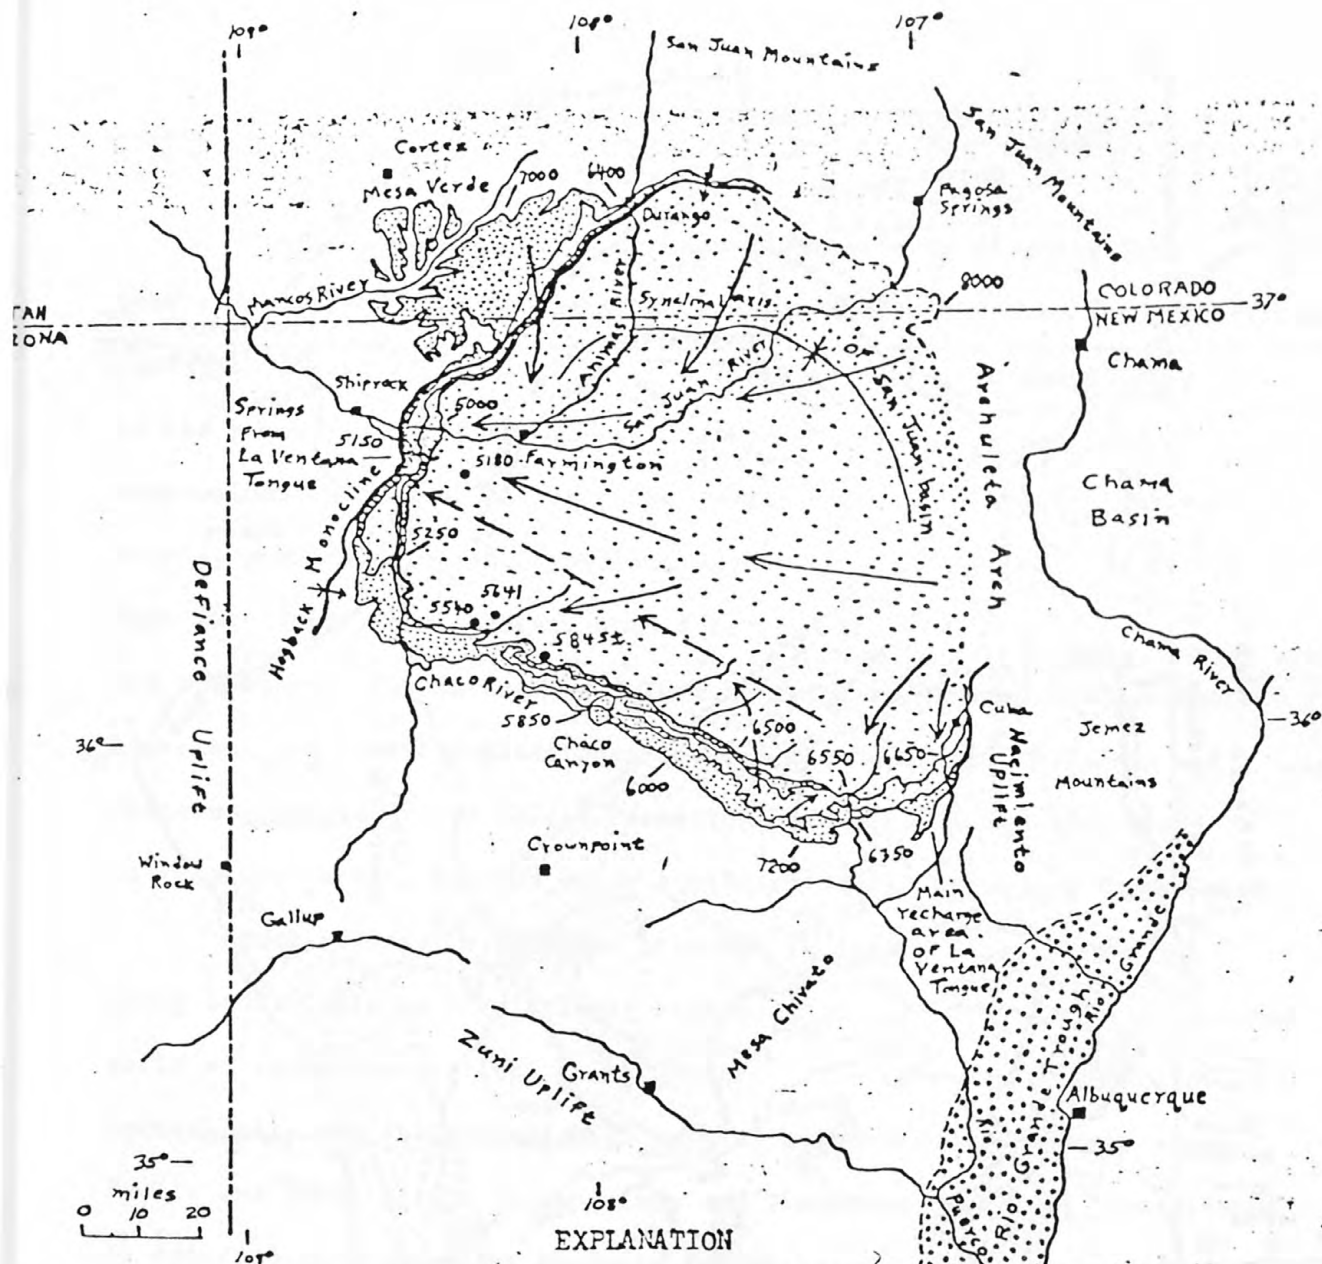 109°
108°
107°
San Juan Mountains
San Juan Mountains
Cortez
Mesa Verde
7000
6400
Durango
Pagosa
Springs
Mancos River
Animas River
Synclinal axis
OF
San Juan basin
San Juan River
8000
COLORADO
NEW MEXICO
37°
TAH
ZONA
Chama
Shiprock
Springs
From
La Ventana
Tongue
5150
5000
5180
Farmington
Archuleta Arch
Chama
Basin
Hogback Monocline
5250
Defiance Uplift
5540
5641
5845±
Chaco River
5850
Chaco
Canyon
6000
6500
6550
6650
Cuba
Nacimiento
Uplift
Chama River
36°
36°
Jemez
Mountains
Window
Rock
Crownpoint
7200
6350
Gallup
Main
recharge
area
of La
Ventana
Tongue
Mesa Chivato
Zuni Uplift
Grants
Rio Grande
Rio Grande Trough
Rio Puerco
Albuquerque
35°
35°
miles
0 10 20
109°
108°
EXPLANATION